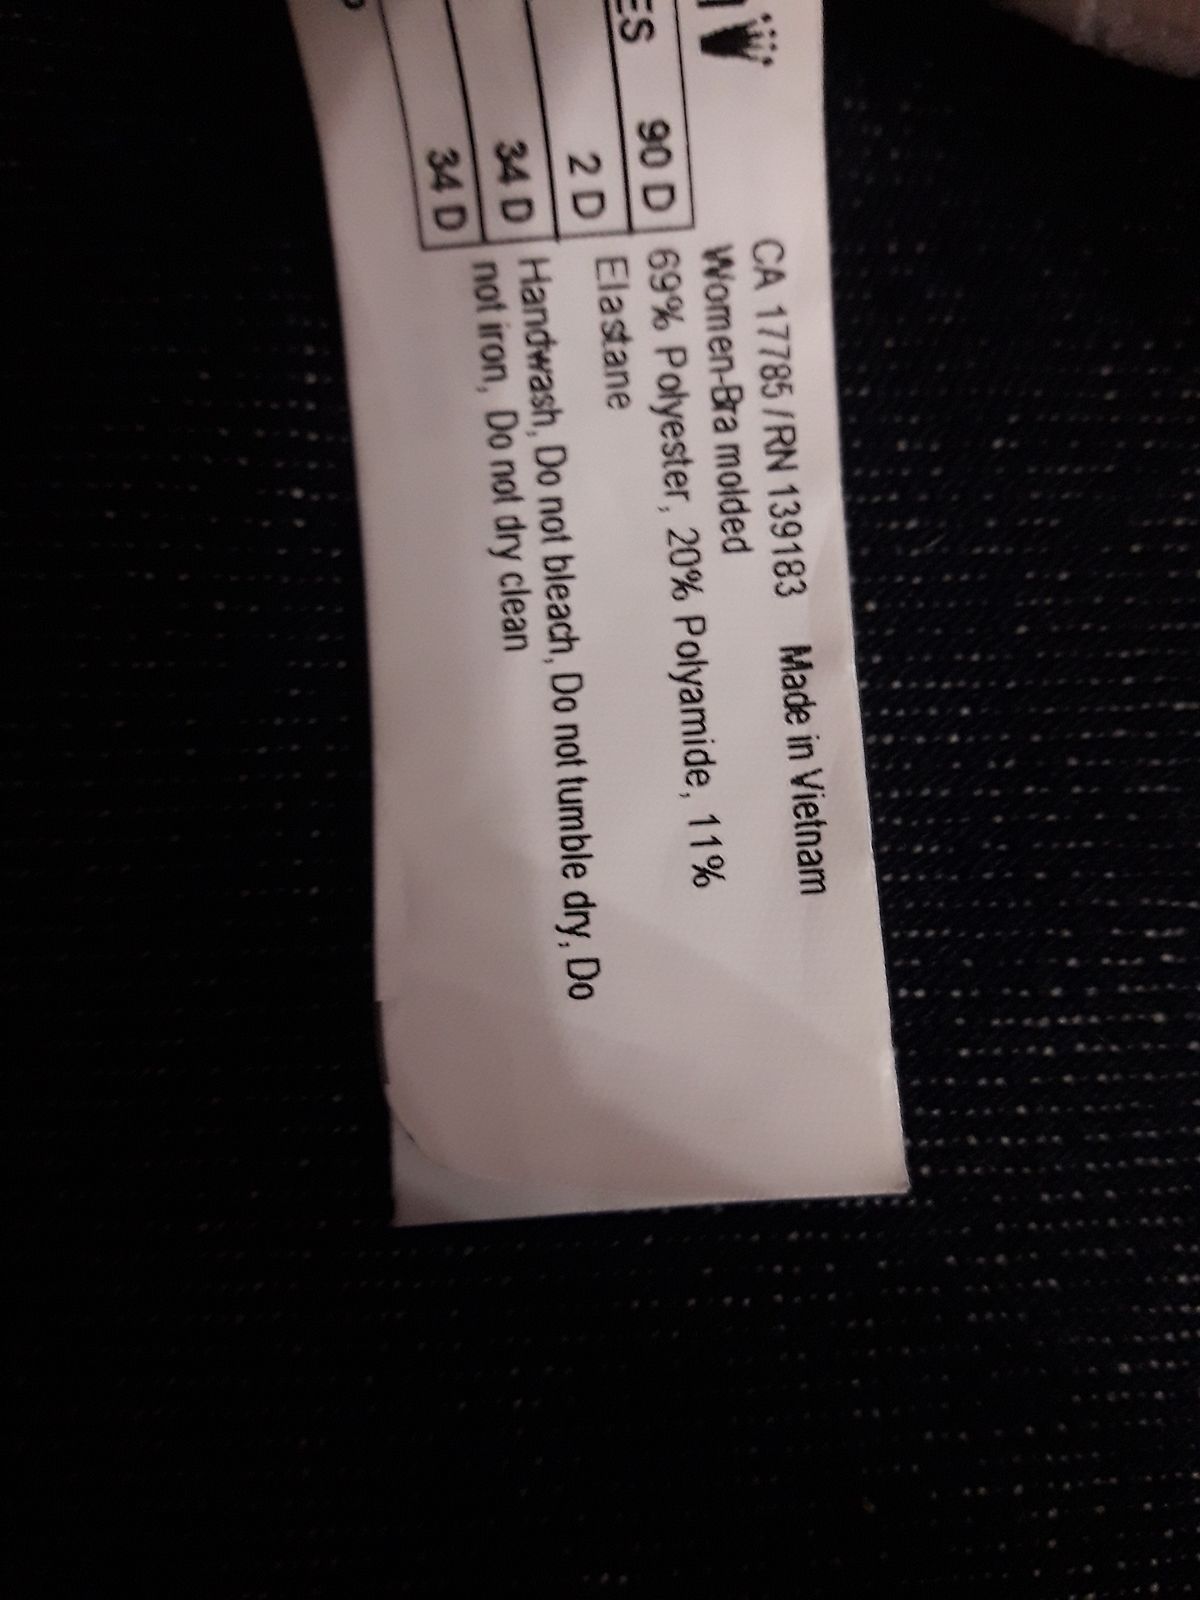 ES 90 D
2 D
34 D
34 D
CA 17785 / RN 139183 Made in Vietnam
Women-Bra molded
69% Polyester, 20% Polyamide, 11%
Elastane
Handwash, Do not bleach, Do not tumble dry, Do
not iron, Do not dry clean